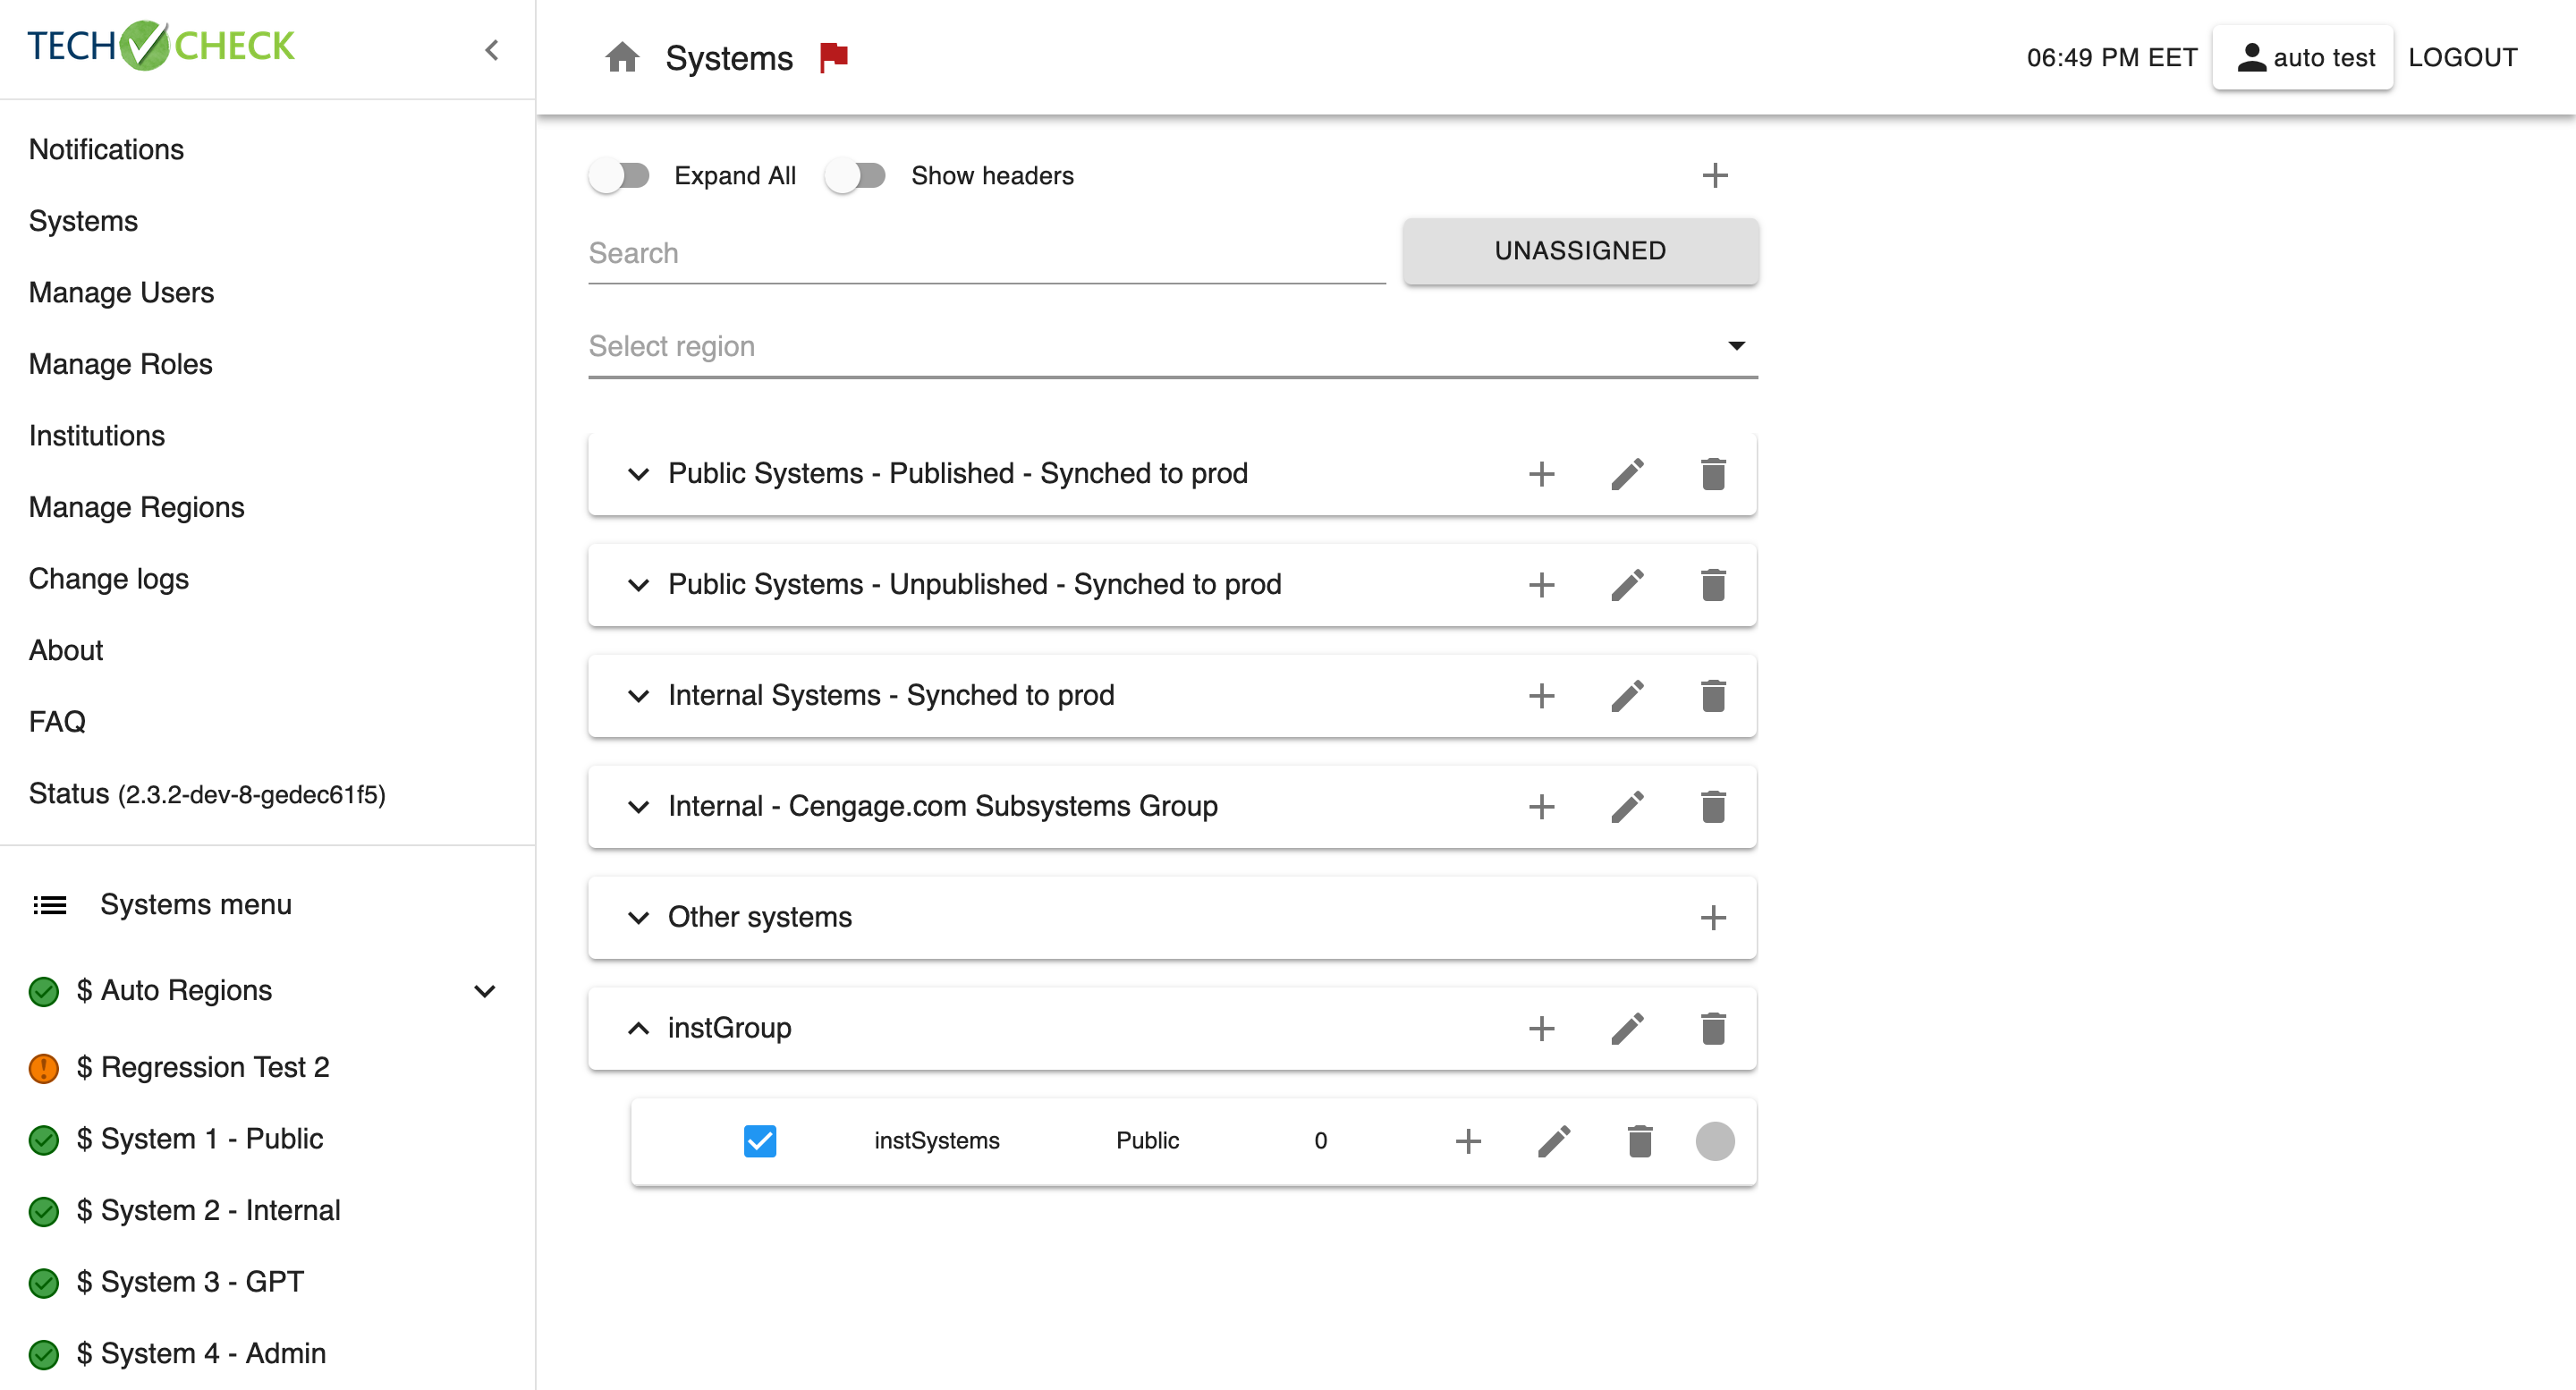 TECH CHECK
Notifications
Systems
Manage Users
Manage Roles
Institutions
Manage Regions
Change logs
About
FAQ
Status (2.3.2-dev-8-gedec61f5)
Systems menu
$ Auto Regions
$ Regression Test 2
$ System 1 - Public
$ System 2 - Internal
$ System 3 - GPT
$ System 4 - Admin
Systems
06:49 PM EET auto test LOGOUT
Expand All Show headers
Search UNASSIGNED
Select region
Public Systems - Published - Synched to prod
Public Systems - Unpublished - Synched to prod
Internal Systems - Synched to prod
Internal - Cengage.com Subsystems Group
Other systems
instGroup
instSystems Public 0